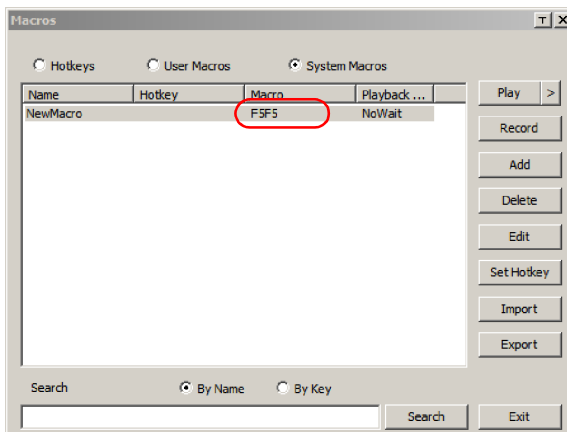 Macros
Hotkeys User Macros System Macros
Name Hotkey Macro Playback ... Play >
NewMacro F5F5 NoWait
Record
Add
Delete
Edit
Set Hotkey
Import
Export
Search By Name By Key
Search Exit